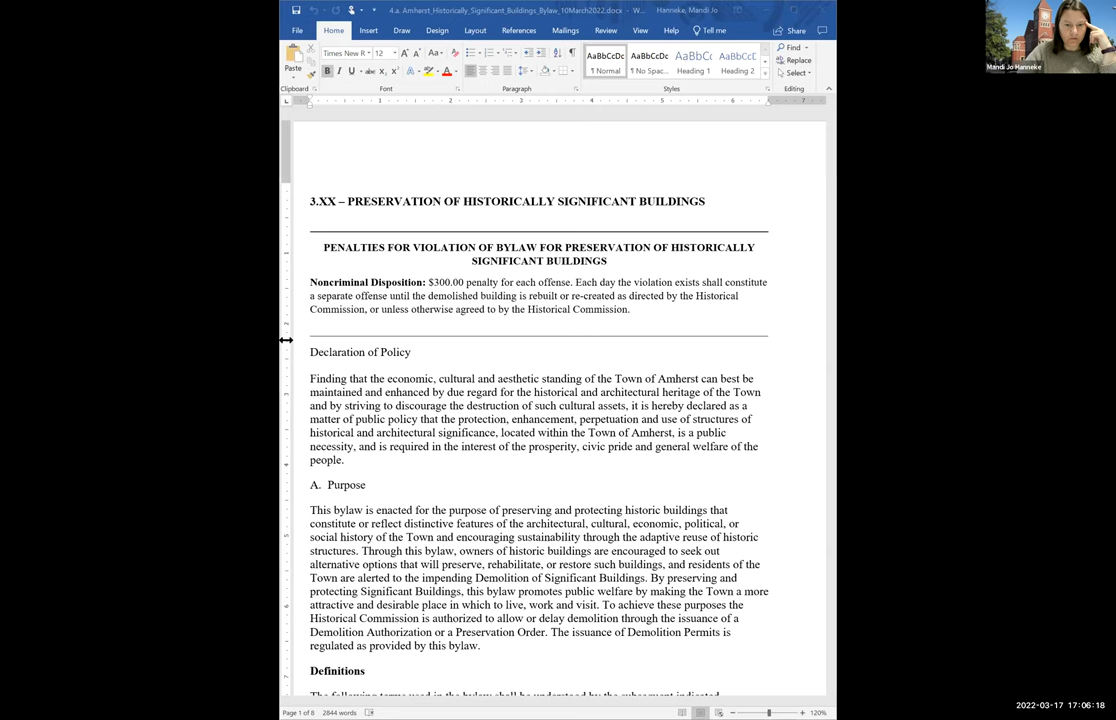 4.a. Amherst_Historically_Significant_Buildings_Bylaw_10March2022.docx - W... Hanneke, Mandi Jo
File Home Insert Draw Design Layout References Mailings Review View Help Tell me Share
Paste
Times New R 12
AaBbCcDc AaBbCcDc AaBbCc AaBbCcC
¶ Normal ¶ No Spac... Heading 1 Heading 2
Find
Replace
Select
Clipboard Font Paragraph Styles Editing
3.XX – PRESERVATION OF HISTORICALLY SIGNIFICANT BUILDINGS
PENALTIES FOR VIOLATION OF BYLAW FOR PRESERVATION OF HISTORICALLY
SIGNIFICANT BUILDINGS
Noncriminal Disposition: $300.00 penalty for each offense. Each day the violation exists shall constitute
a separate offense until the demolished building is rebuilt or re-created as directed by the Historical
Commission, or unless otherwise agreed to by the Historical Commission.
Declaration of Policy
Finding that the economic, cultural and aesthetic standing of the Town of Amherst can best be
maintained and enhanced by due regard for the historical and architectural heritage of the Town
and by striving to discourage the destruction of such cultural assets, it is hereby declared as a
matter of public policy that the protection, enhancement, perpetuation and use of structures of
historical and architectural significance, located within the Town of Amherst, is a public
necessity, and is required in the interest of the prosperity, civic pride and general welfare of the
people.
A. Purpose
This bylaw is enacted for the purpose of preserving and protecting historic buildings that
constitute or reflect distinctive features of the architectural, cultural, economic, political, or
social history of the Town and encouraging sustainability through the adaptive reuse of historic
structures. Through this bylaw, owners of historic buildings are encouraged to seek out
alternative options that will preserve, rehabilitate, or restore such buildings, and residents of the
Town are alerted to the impending Demolition of Significant Buildings. By preserving and
protecting Significant Buildings, this bylaw promotes public welfare by making the Town a more
attractive and desirable place in which to live, work and visit. To achieve these purposes the
Historical Commission is authorized to allow or delay demolition through the issuance of a
Demolition Authorization or a Preservation Order. The issuance of Demolition Permits is
regulated as provided by this bylaw.
Definitions
The following terms used in the bylaw shall be understood by the subsequent indicated
Page 1 of 8 2844 words 120%
Mandi Jo Hanneke
2022-03-17 17:06:18